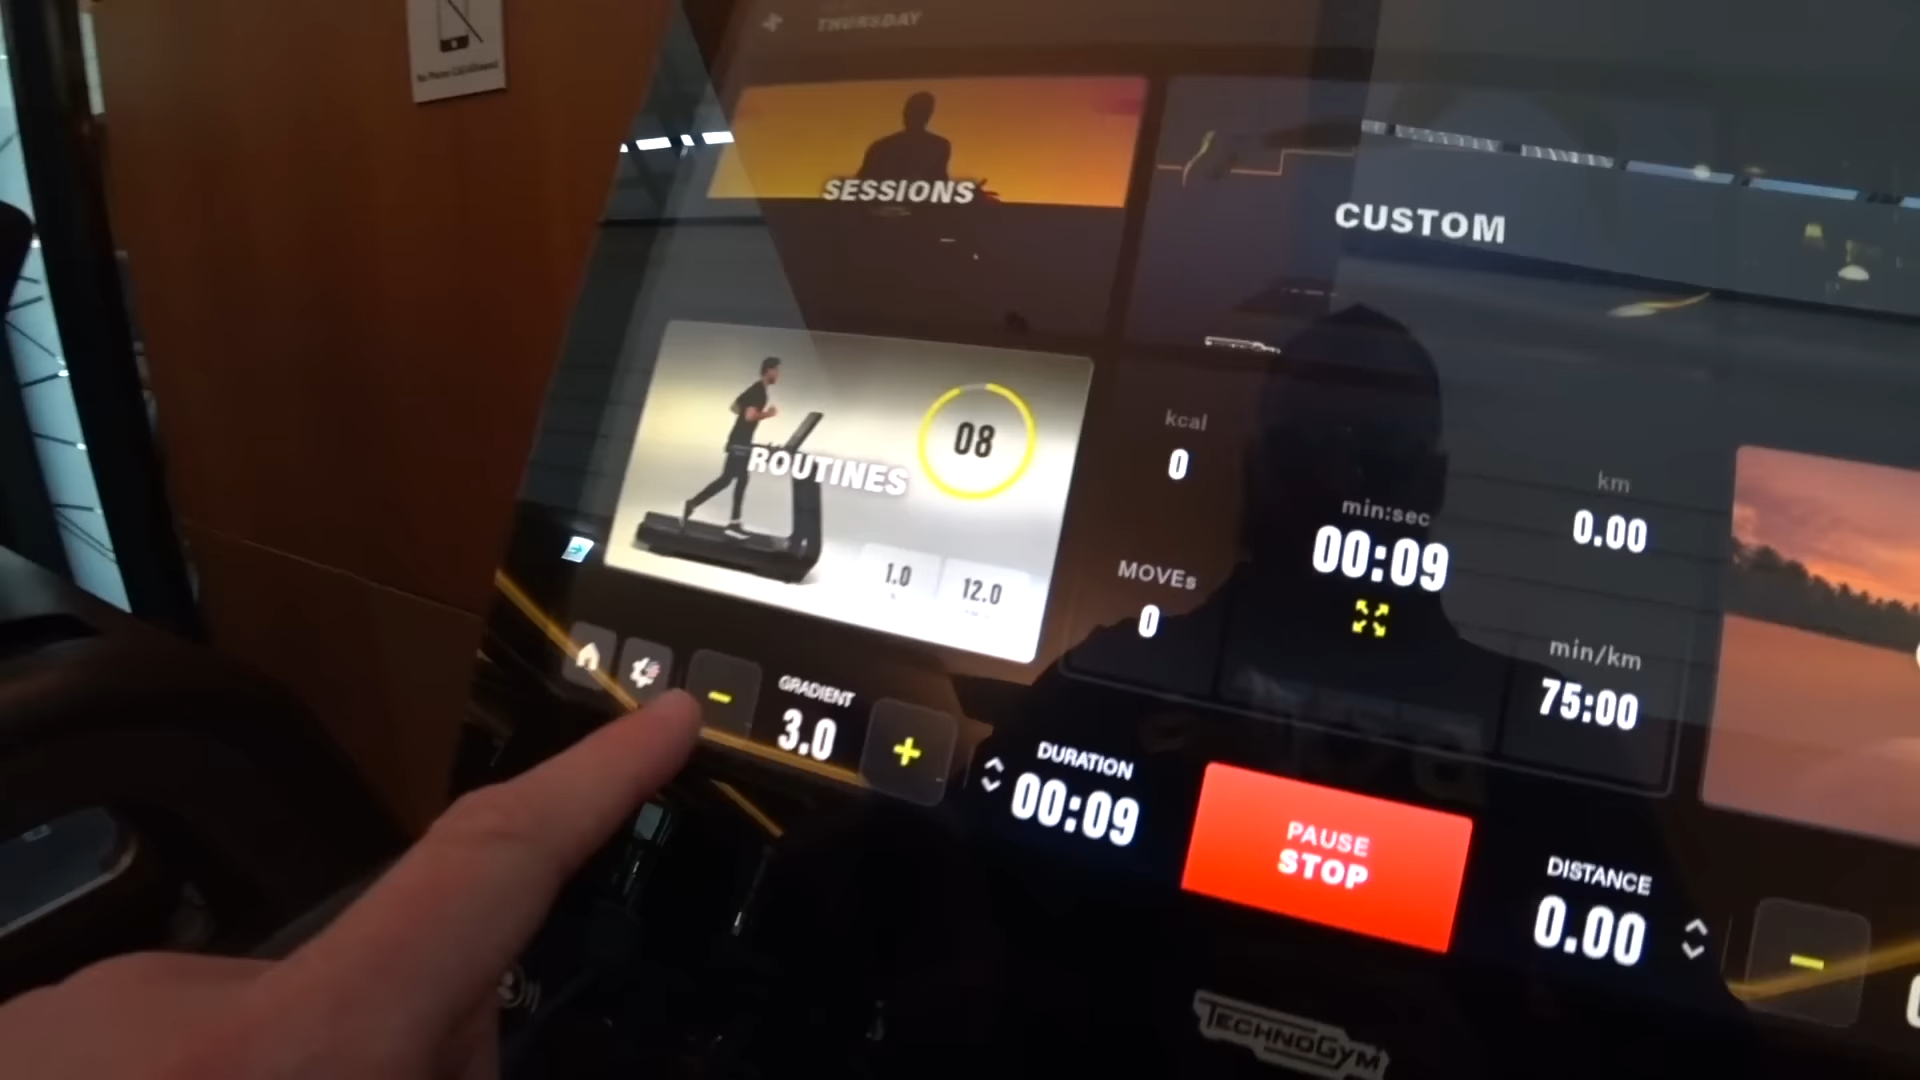 THURSDAY
SESSIONS
CUSTOM
ROUTINES
08
1.0
12.0
kcal
0
MOVEs
0
min:sec
00:09
km
0.00
min/km
75:00
GRADIENT
3.0
DURATION
00:09
PAUSE
STOP
DISTANCE
0.00
TECHNOGYM